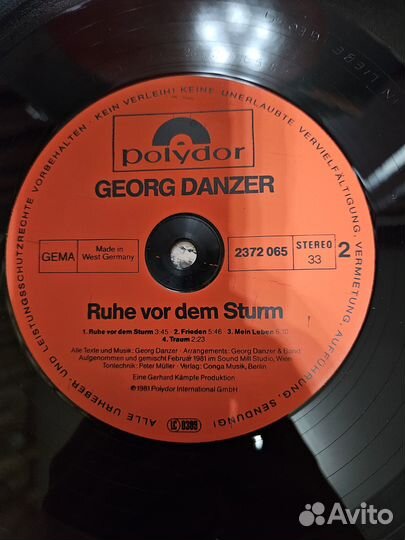 ALLE URHEBER- UND LEISTUNGSSCHUTZRECHTE VORBEHALTEN · KEIN VERLEIH! KEINE UNERLAUBTE VERVIELFÄLTIGUNG, VERMIETUNG, AUFFÜHRUNG, SENDUNG!
polydor
GEORG DANZER
GEMA
Made in
West Germany
2372 065
STEREO
33
2
Ruhe vor dem Sturm
1. Ruhe vor dem Sturm 3:45 2. Frieden 5:46 3. Mein Leben 6:10
4. Traum 2:23
Alle Texte und Musik: Georg Danzer · Arrangements: Georg Danzer & Band
Aufgenommen und gemischt Februar 1981 im Sound Mill Studio, Wien
Tontechnik: Peter Müller · Verlag: Conga Musik, Berlin
Eine Gerhard Kämpfe Produktion
℗ 1981 Polydor International GmbH
LC 0309
Avito